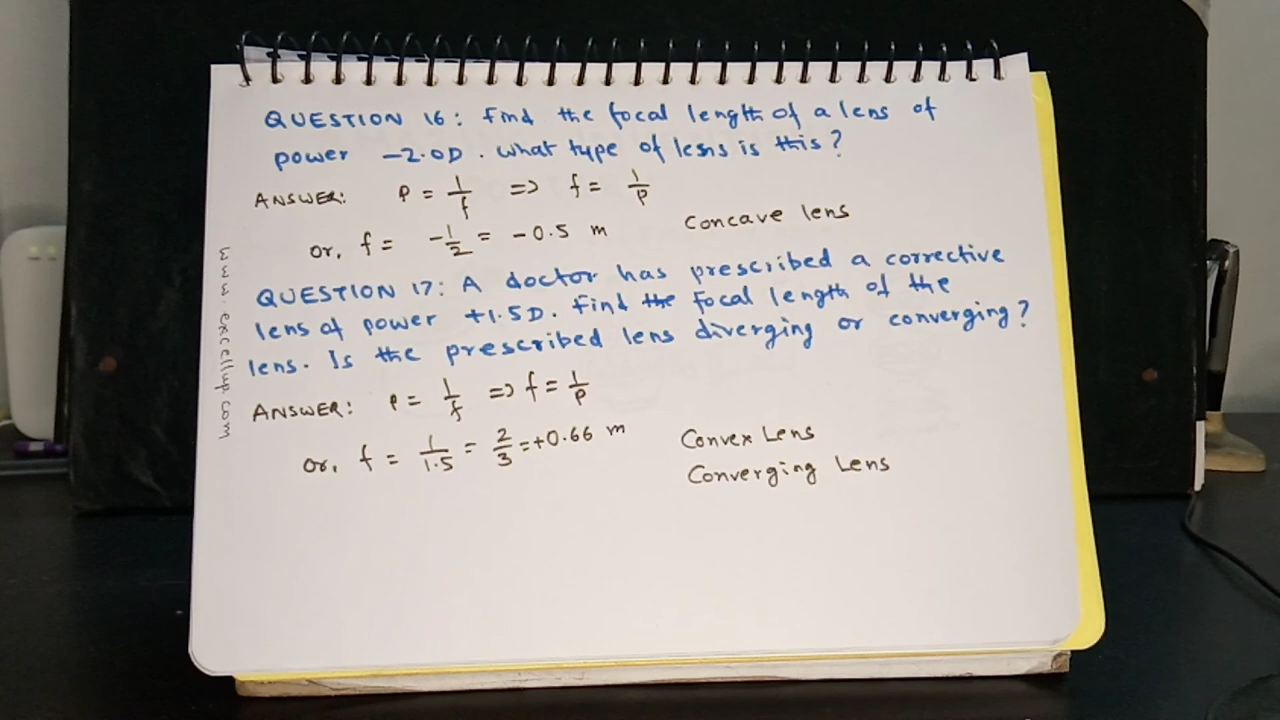 QUESTION 16: Find the focal length of a lens of
power -2.0D. What type of lesns is this?
ANSWER: P = 1/f => f = 1/P
or, f = -1/2 = -0.5 m Concave lens
QUESTION 17: A doctor has prescribed a corrective
lens of power +1.5D. Find the focal length of the
lens. Is the prescribed lens diverging or converging?
ANSWER: P = 1/f => f = 1/P
or, f = 1/1.5 = 2/3 = +0.66 m Convex Lens
Converging Lens
www.excellup.com